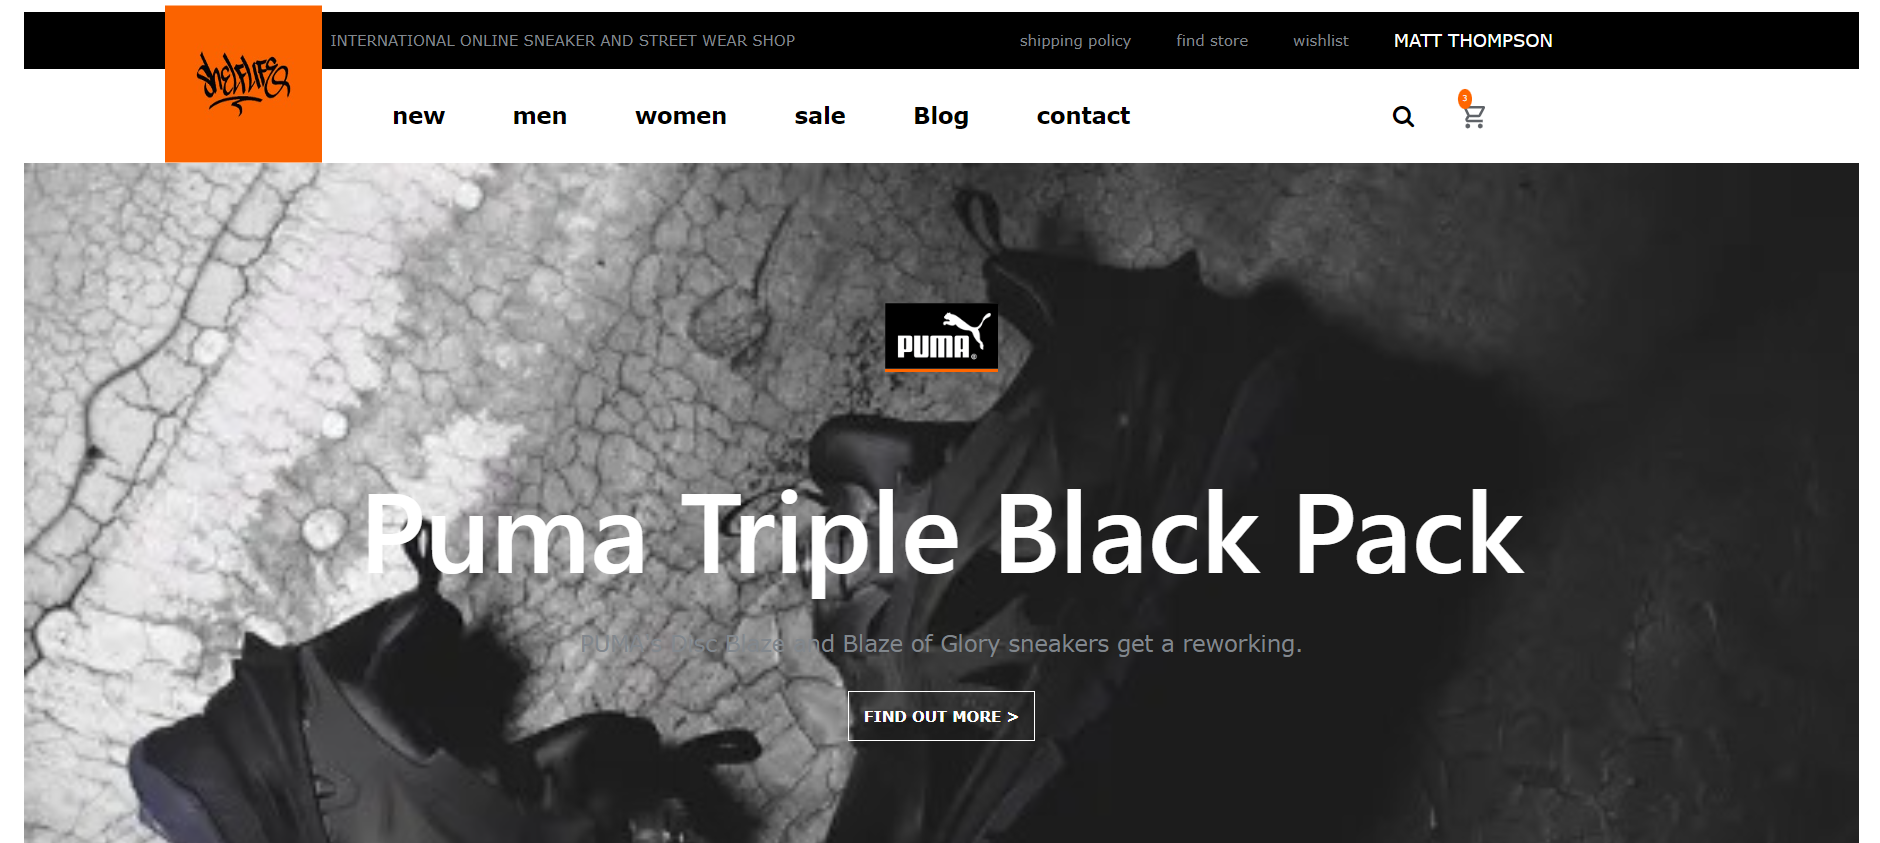 INTERNATIONAL ONLINE SNEAKER AND STREET WEAR SHOP shipping policy find store wishlist MATT THOMPSON
SHELFLIFE
new men women sale Blog contact 3
PUMA®
Puma Triple Black Pack
PUMA's Disc Blaze and Blaze of Glory sneakers get a reworking.
FIND OUT MORE >